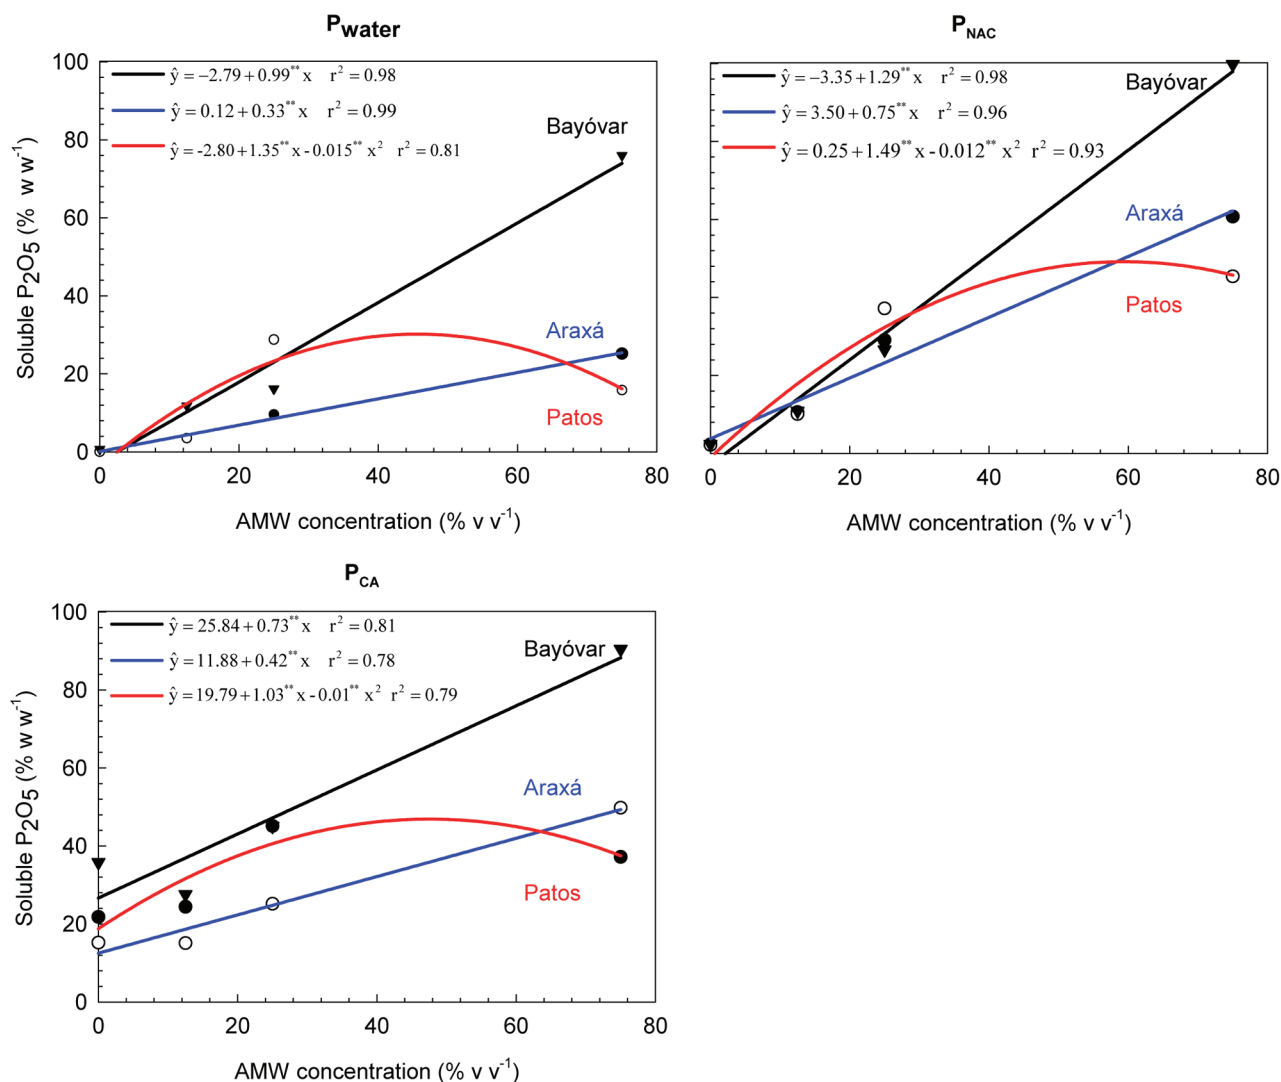 P water
100
80
60
40
20
0
Soluble P2O5 (% w w-1)
ŷ = −2.79 + 0.99** x r2 = 0.98
ŷ = 0.12 + 0.33** x r2 = 0.99
ŷ = -2.80 + 1.35** x - 0.015** x2 r2 = 0.81
Bayóvar
Araxá
Patos
0 20 40 60 80
AMW concentration (% v v-1)
P NAC
ŷ = −3.35 + 1.29** x r2 = 0.98
ŷ = 3.50 + 0.75** x r2 = 0.96
ŷ = 0.25 + 1.49** x - 0.012** x2 r2 = 0.93
Bayóvar
Araxá
Patos
0 20 40 60 80
AMW concentration (% v v-1)
P CA
100
80
60
40
20
0
Soluble P2O5 (% w w-1)
ŷ = 25.84 + 0.73** x r2 = 0.81
ŷ = 11.88 + 0.42** x r2 = 0.78
ŷ = 19.79 + 1.03** x - 0.01** x2 r2 = 0.79
Bayóvar
Araxá
Patos
0 20 40 60 80
AMW concentration (% v v-1)